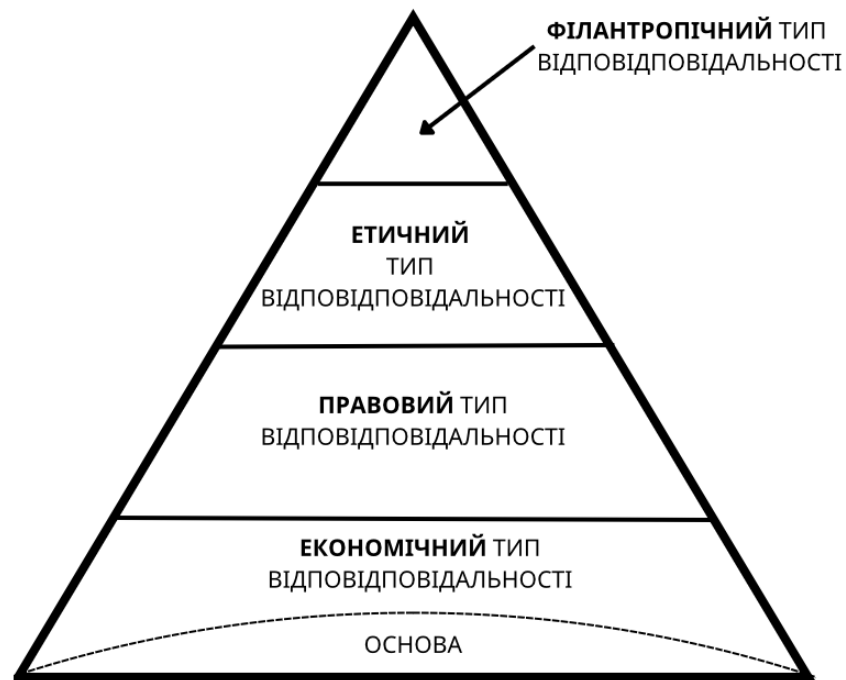 ФІЛАНТРОПІЧНИЙ ТИП
ВІДПОВІДПОВІДАЛЬНОСТІ
ЕТИЧНИЙ
ТИП
ВІДПОВІДПОВІДАЛЬНОСТІ
ПРАВОВИЙ ТИП
ВІДПОВІДПОВІДАЛЬНОСТІ
ЕКОНОМІЧНИЙ ТИП
ВІДПОВІДПОВІДАЛЬНОСТІ
ОСНОВА